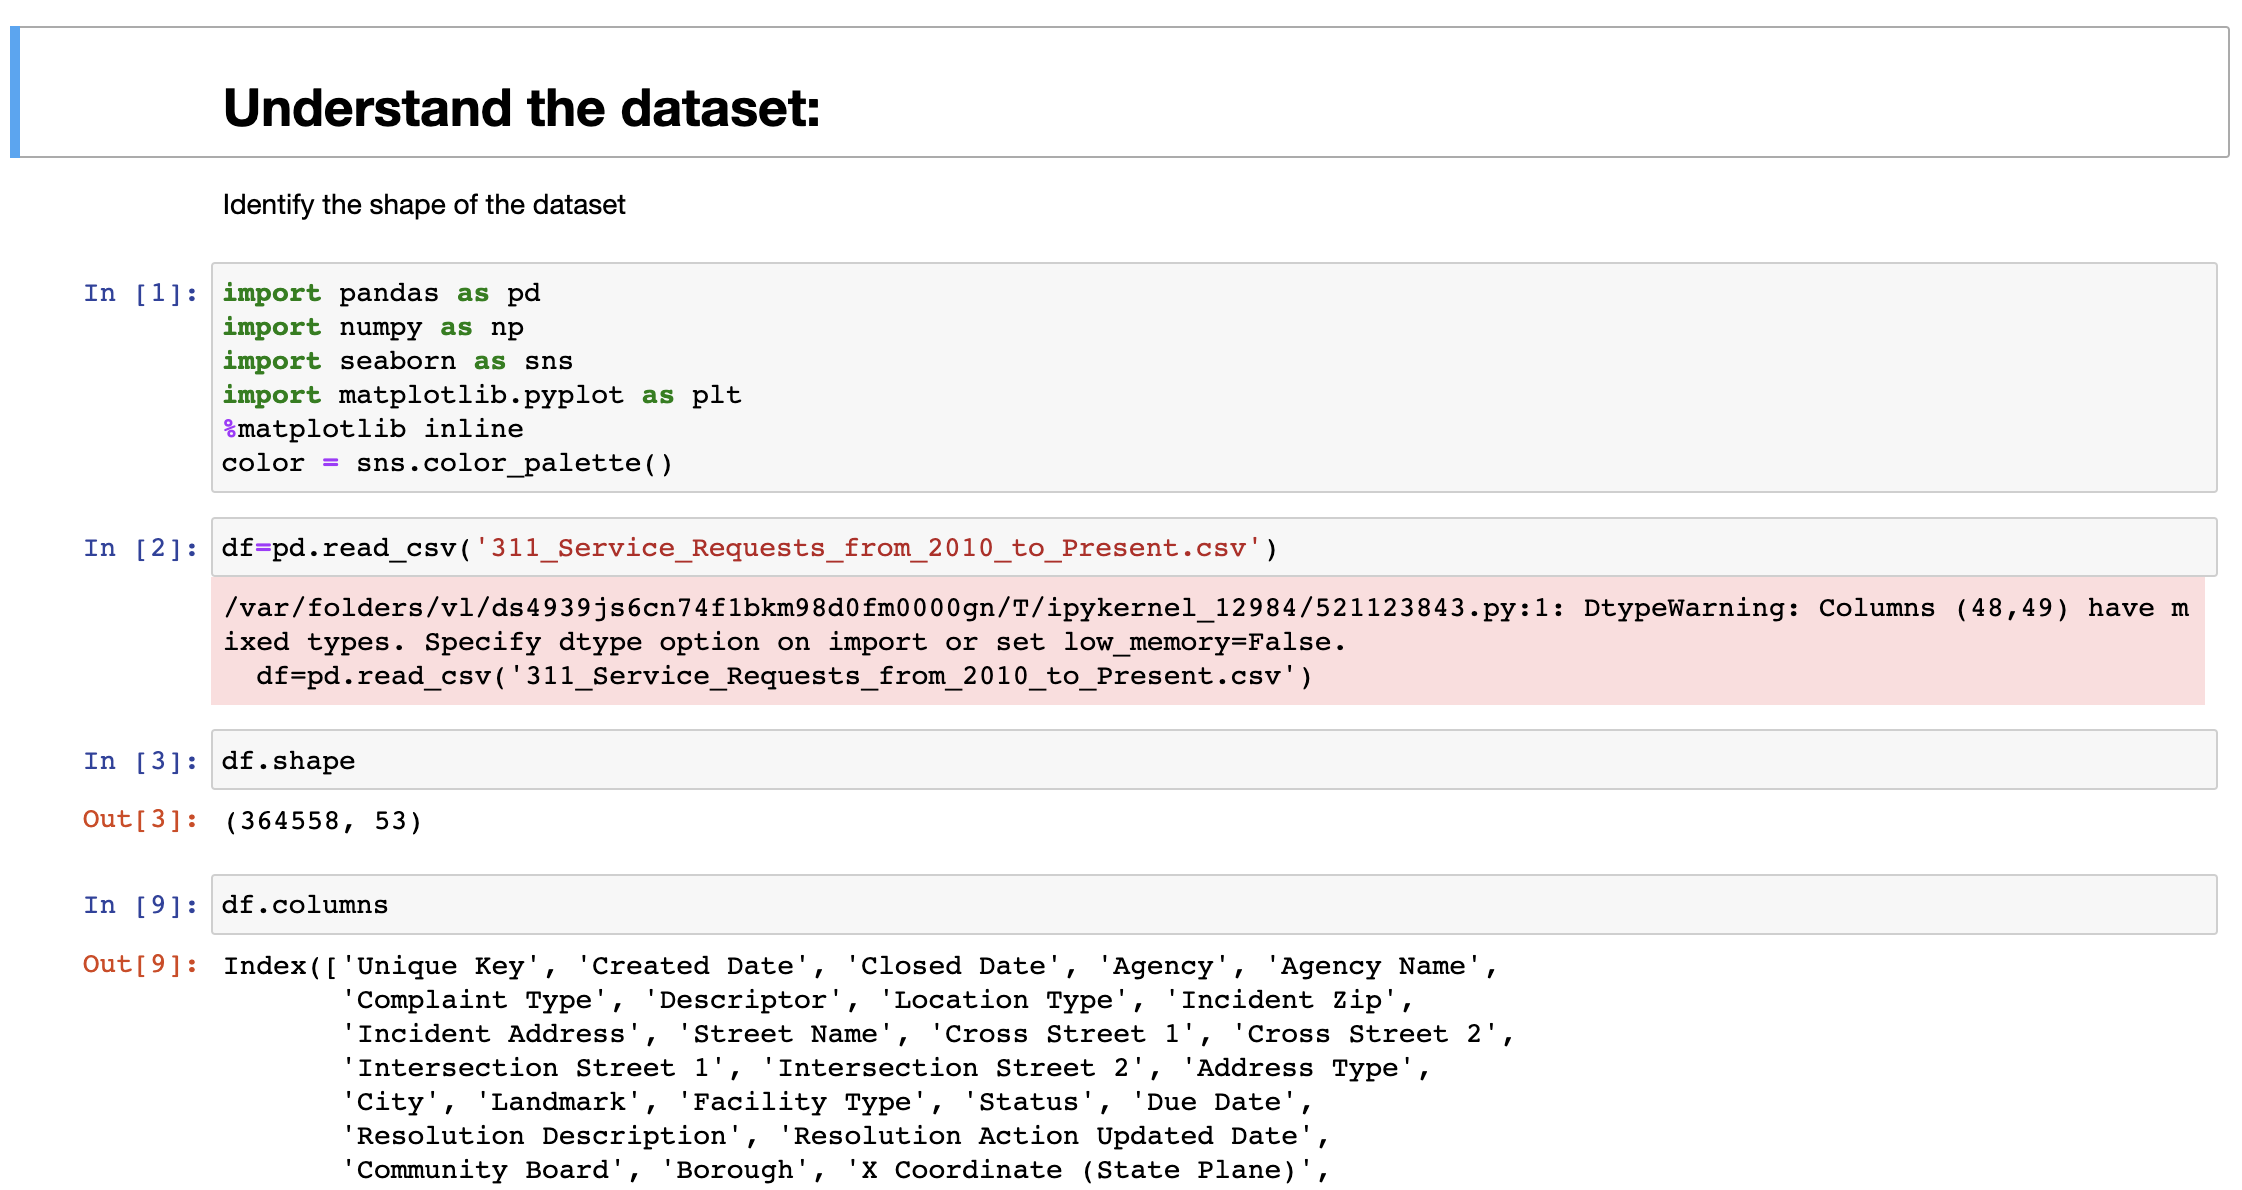 Understand the dataset:
Identify the shape of the dataset
In [1]: import pandas as pd
import numpy as np
import seaborn as sns
import matplotlib.pyplot as plt
%matplotlib inline
color = sns.color_palette()
In [2]: df=pd.read_csv('311_Service_Requests_from_2010_to_Present.csv')
/var/folders/vl/ds4939js6cn74f1bkm98d0fm0000gn/T/ipykernel_12984/521123843.py:1: DtypeWarning: Columns (48,49) have m
ixed types. Specify dtype option on import or set low_memory=False.
  df=pd.read_csv('311_Service_Requests_from_2010_to_Present.csv')
In [3]: df.shape
Out[3]: (364558, 53)
In [9]: df.columns
Out[9]: Index(['Unique Key', 'Created Date', 'Closed Date', 'Agency', 'Agency Name',
       'Complaint Type', 'Descriptor', 'Location Type', 'Incident Zip',
       'Incident Address', 'Street Name', 'Cross Street 1', 'Cross Street 2',
       'Intersection Street 1', 'Intersection Street 2', 'Address Type',
       'City', 'Landmark', 'Facility Type', 'Status', 'Due Date',
       'Resolution Description', 'Resolution Action Updated Date',
       'Community Board', 'Borough', 'X Coordinate (State Plane)',